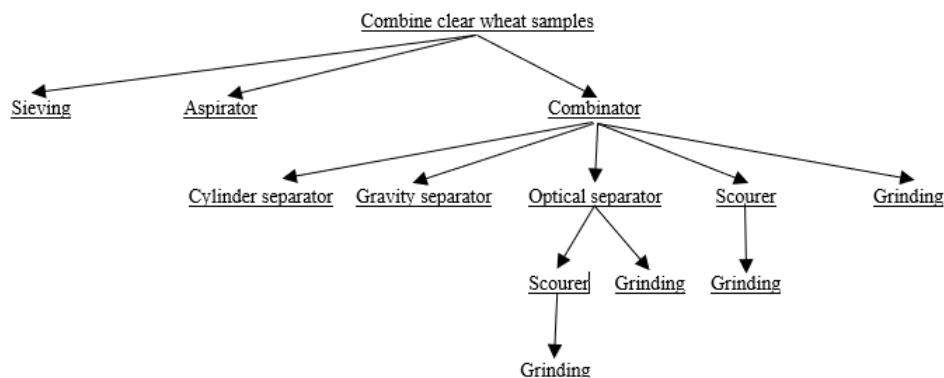 Combine clear wheat samples
Sieving
Aspirator
Combinator
Cylinder separator
Gravity separator
Optical separator
Scourer
Grinding
Scourer
Grinding
Grinding
Grinding